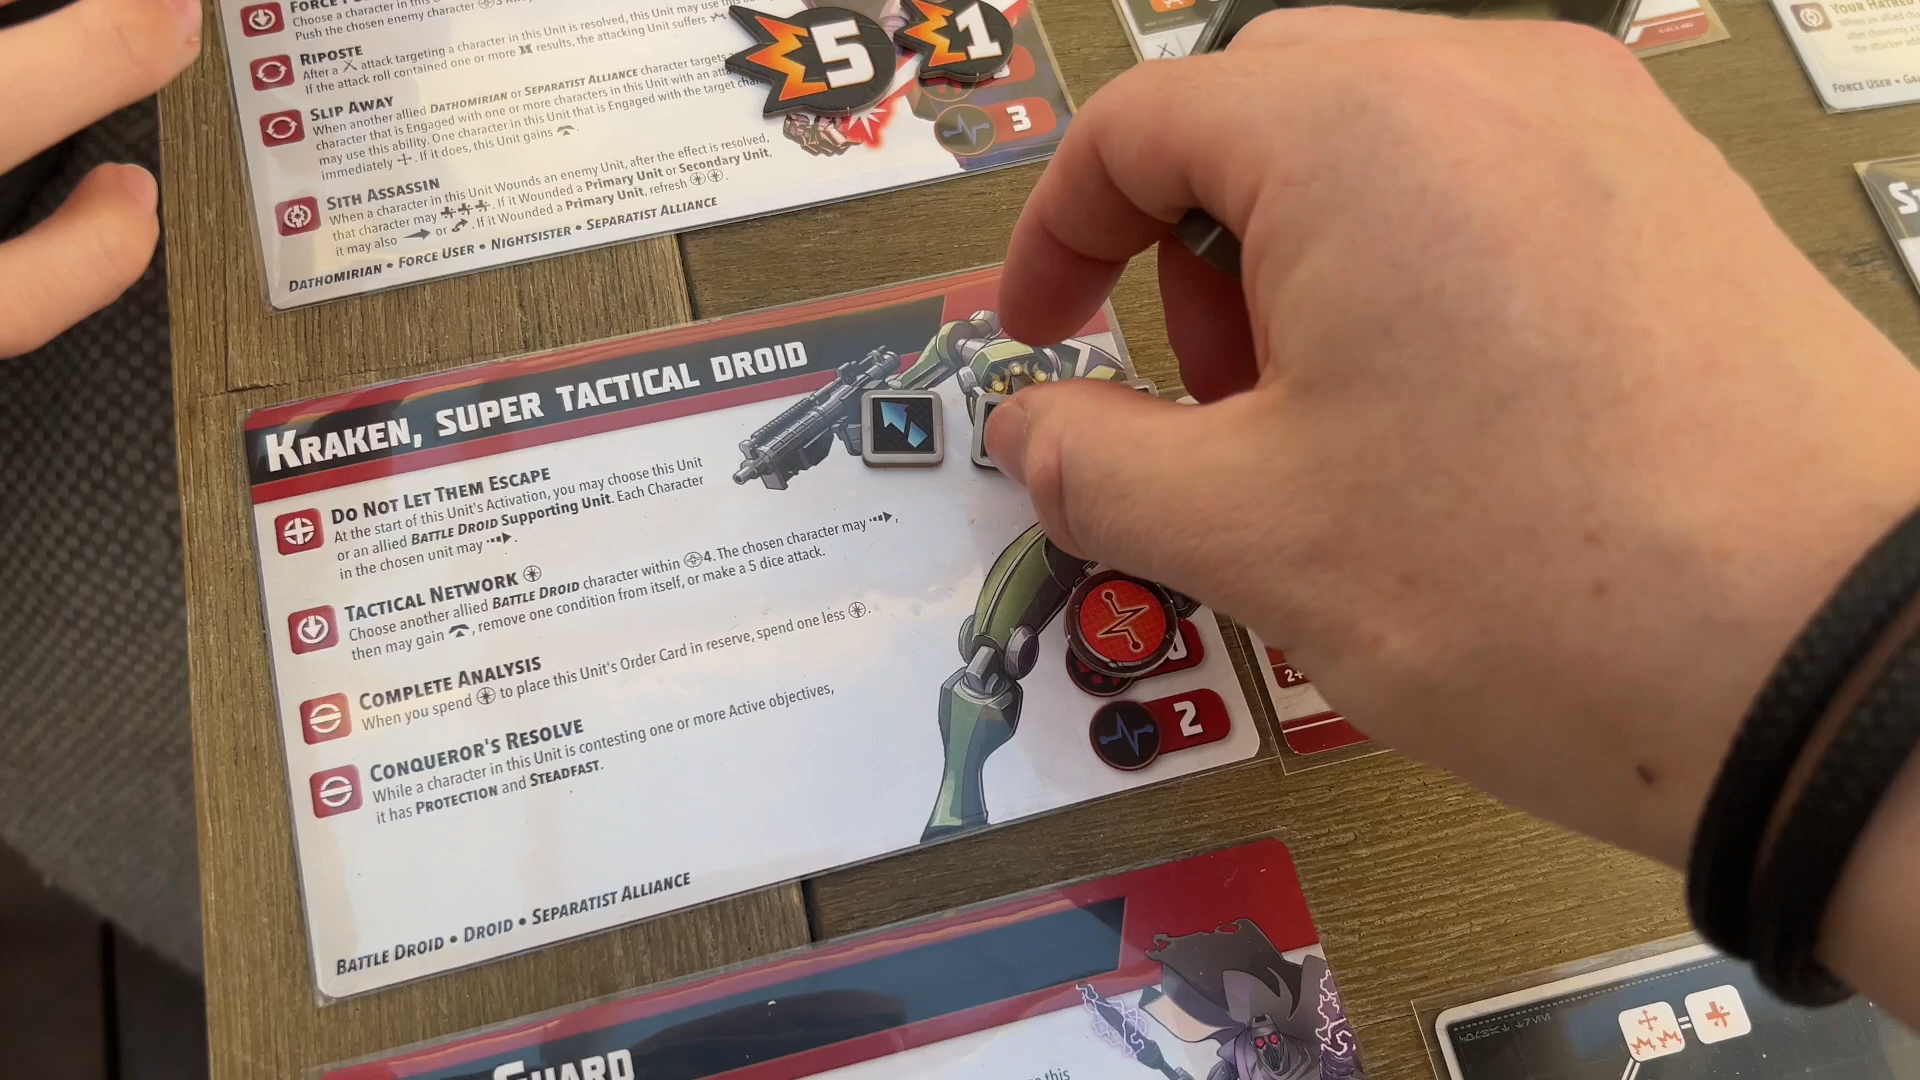 Push the chosen enemy character
RIPOSTE
After a attack targeting a character in this Unit is resolved, this Unit may use
If the attack roll contained one or more results, the attacking Unit suffers
SLIP AWAY
When another allied DATHOMIRIAN or SEPARATIST ALLIANCE character targets
character that is Engaged with one or more characters in this Unit with an
may use this ability. One character in this Unit that is Engaged with the target
immediately . If it does, this Unit gains .
SITH ASSASSIN
When a character in this Unit Wounds an enemy Unit, after the effect is resolved,
that character may . If it Wounded a Primary Unit or Secondary Unit,
it may also or . If it Wounded a Primary Unit, refresh .
DATHOMIRIAN • FORCE USER • NIGHTSISTER • SEPARATIST ALLIANCE
5
1
3
KRAKEN, SUPER TACTICAL DROID
DO NOT LET THEM ESCAPE
At the start of this Unit's Activation, you may choose this Unit
or an allied BATTLE DROID Supporting Unit. Each Character
in the chosen unit may .
TACTICAL NETWORK
Choose another allied BATTLE DROID character within 4. The chosen character may ,
then may gain , remove one condition from itself, or make a 5 dice attack.
COMPLETE ANALYSIS
When you spend to place this Unit's Order Card in reserve, spend one less .
CONQUEROR'S RESOLVE
While a character in this Unit is contesting one or more Active objectives,
it has PROTECTION and STEADFAST.
BATTLE DROID • DROID • SEPARATIST ALLIANCE
2
2+
GUARD
this
YOUR HATRED
When an allied
after choosing
the attacker
FORCE USER •
=